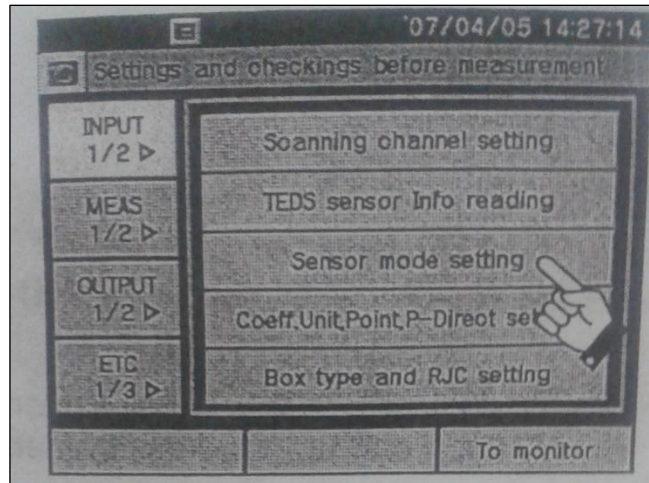 '07/04/05 14:27:14
Settings and checkings before measurement
INPUT
1/2 ▷
MEAS
1/2 ▷
OUTPUT
1/2 ▷
ETC
1/3 ▷
Scanning channel setting
TEDS sensor Info reading
Sensor mode setting
Coeff,Unit,Point,P-Direct se
Box type and RJC setting
To monitor